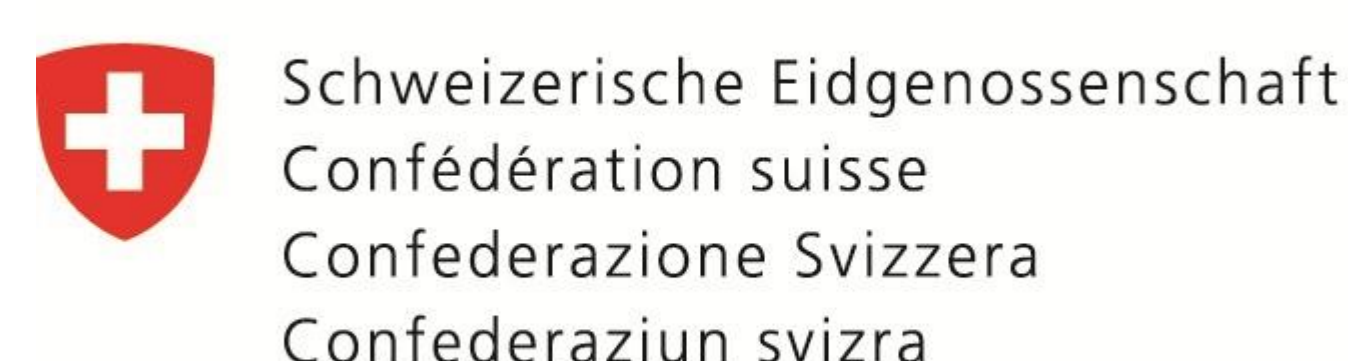 Schweizerische Eidgenossenschaft
Confédération suisse
Confederazione Svizzera
Confederaziun svizra